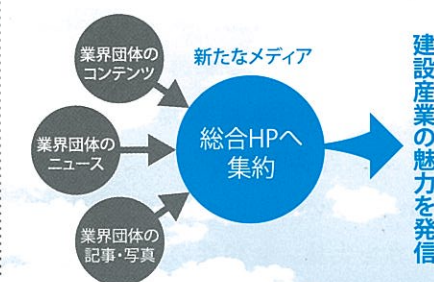 業界団体の
コンテンツ
新たなメディア
業界団体の
ニュース
総合HPへ
集約
業界団体の
記事・写真
建設産業の魅力を発信